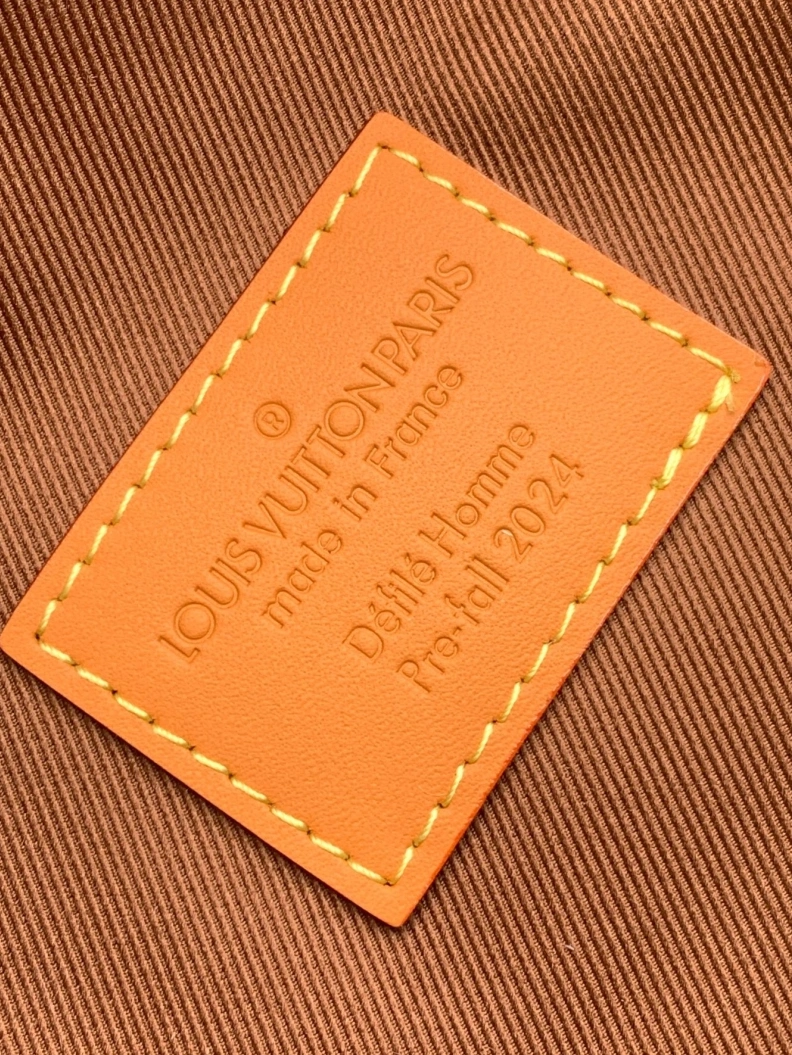 ®
LOUIS VUITTON PARIS
made in France
Défilé Homme
Pre-fall 2024